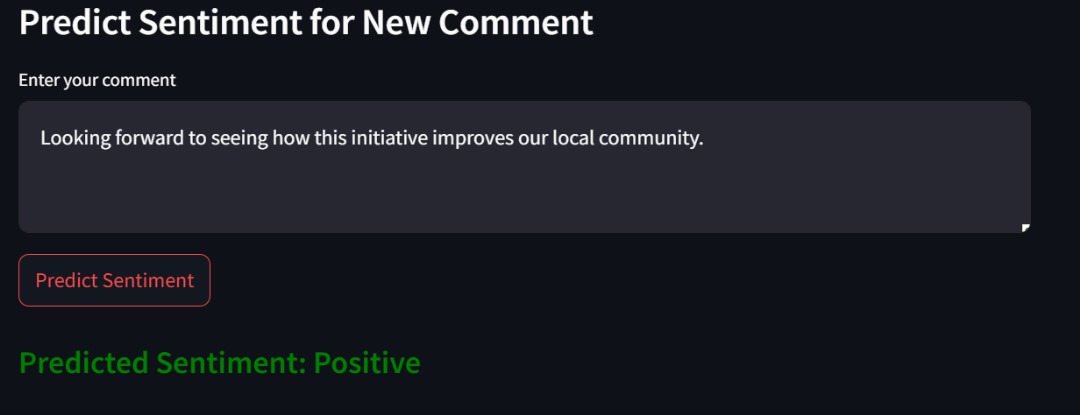 Predict Sentiment for New Comment
Enter your comment
Looking forward to seeing how this initiative improves our local community.
Predict Sentiment
Predicted Sentiment: Positive